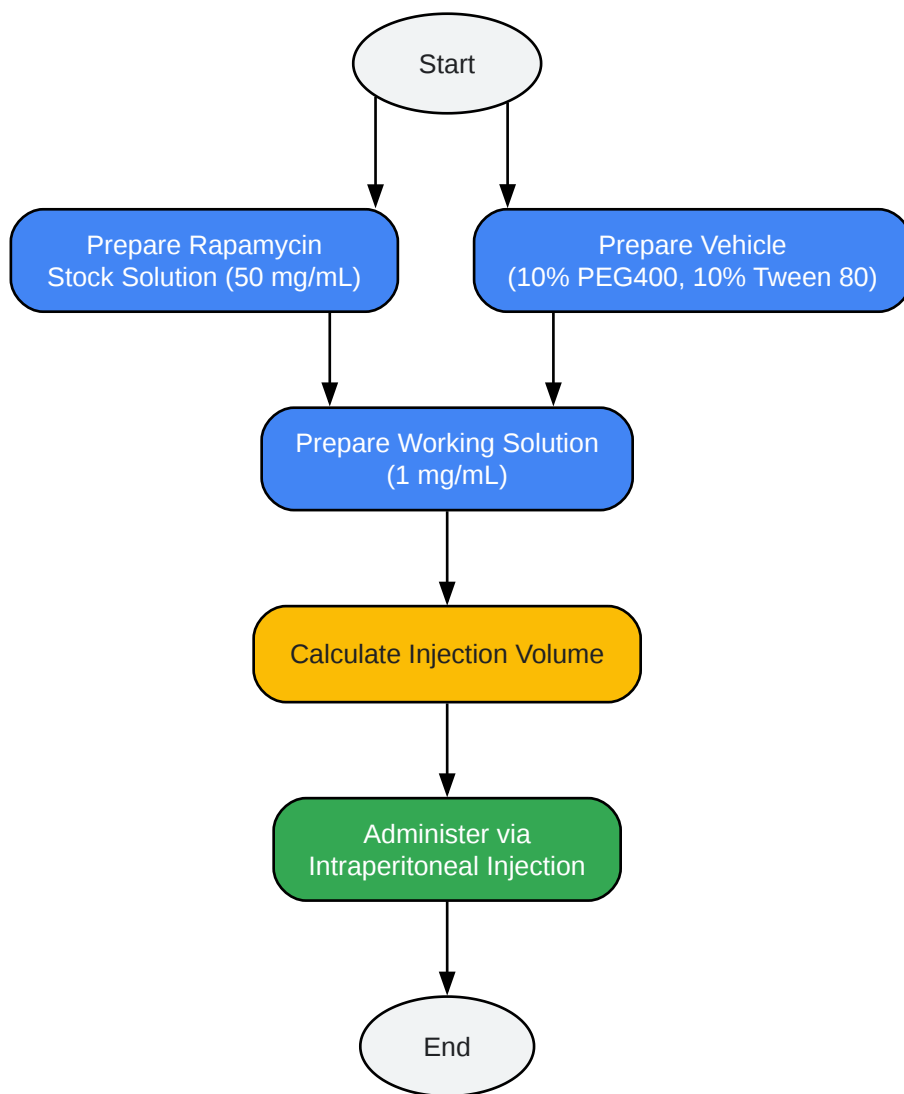 Start
Prepare Rapamycin
Stock Solution (50 mg/mL)
Prepare Vehicle
(10% PEG400, 10% Tween 80)
Prepare Working Solution
(1 mg/mL)
Calculate Injection Volume
Administer via
Intraperitoneal Injection
End